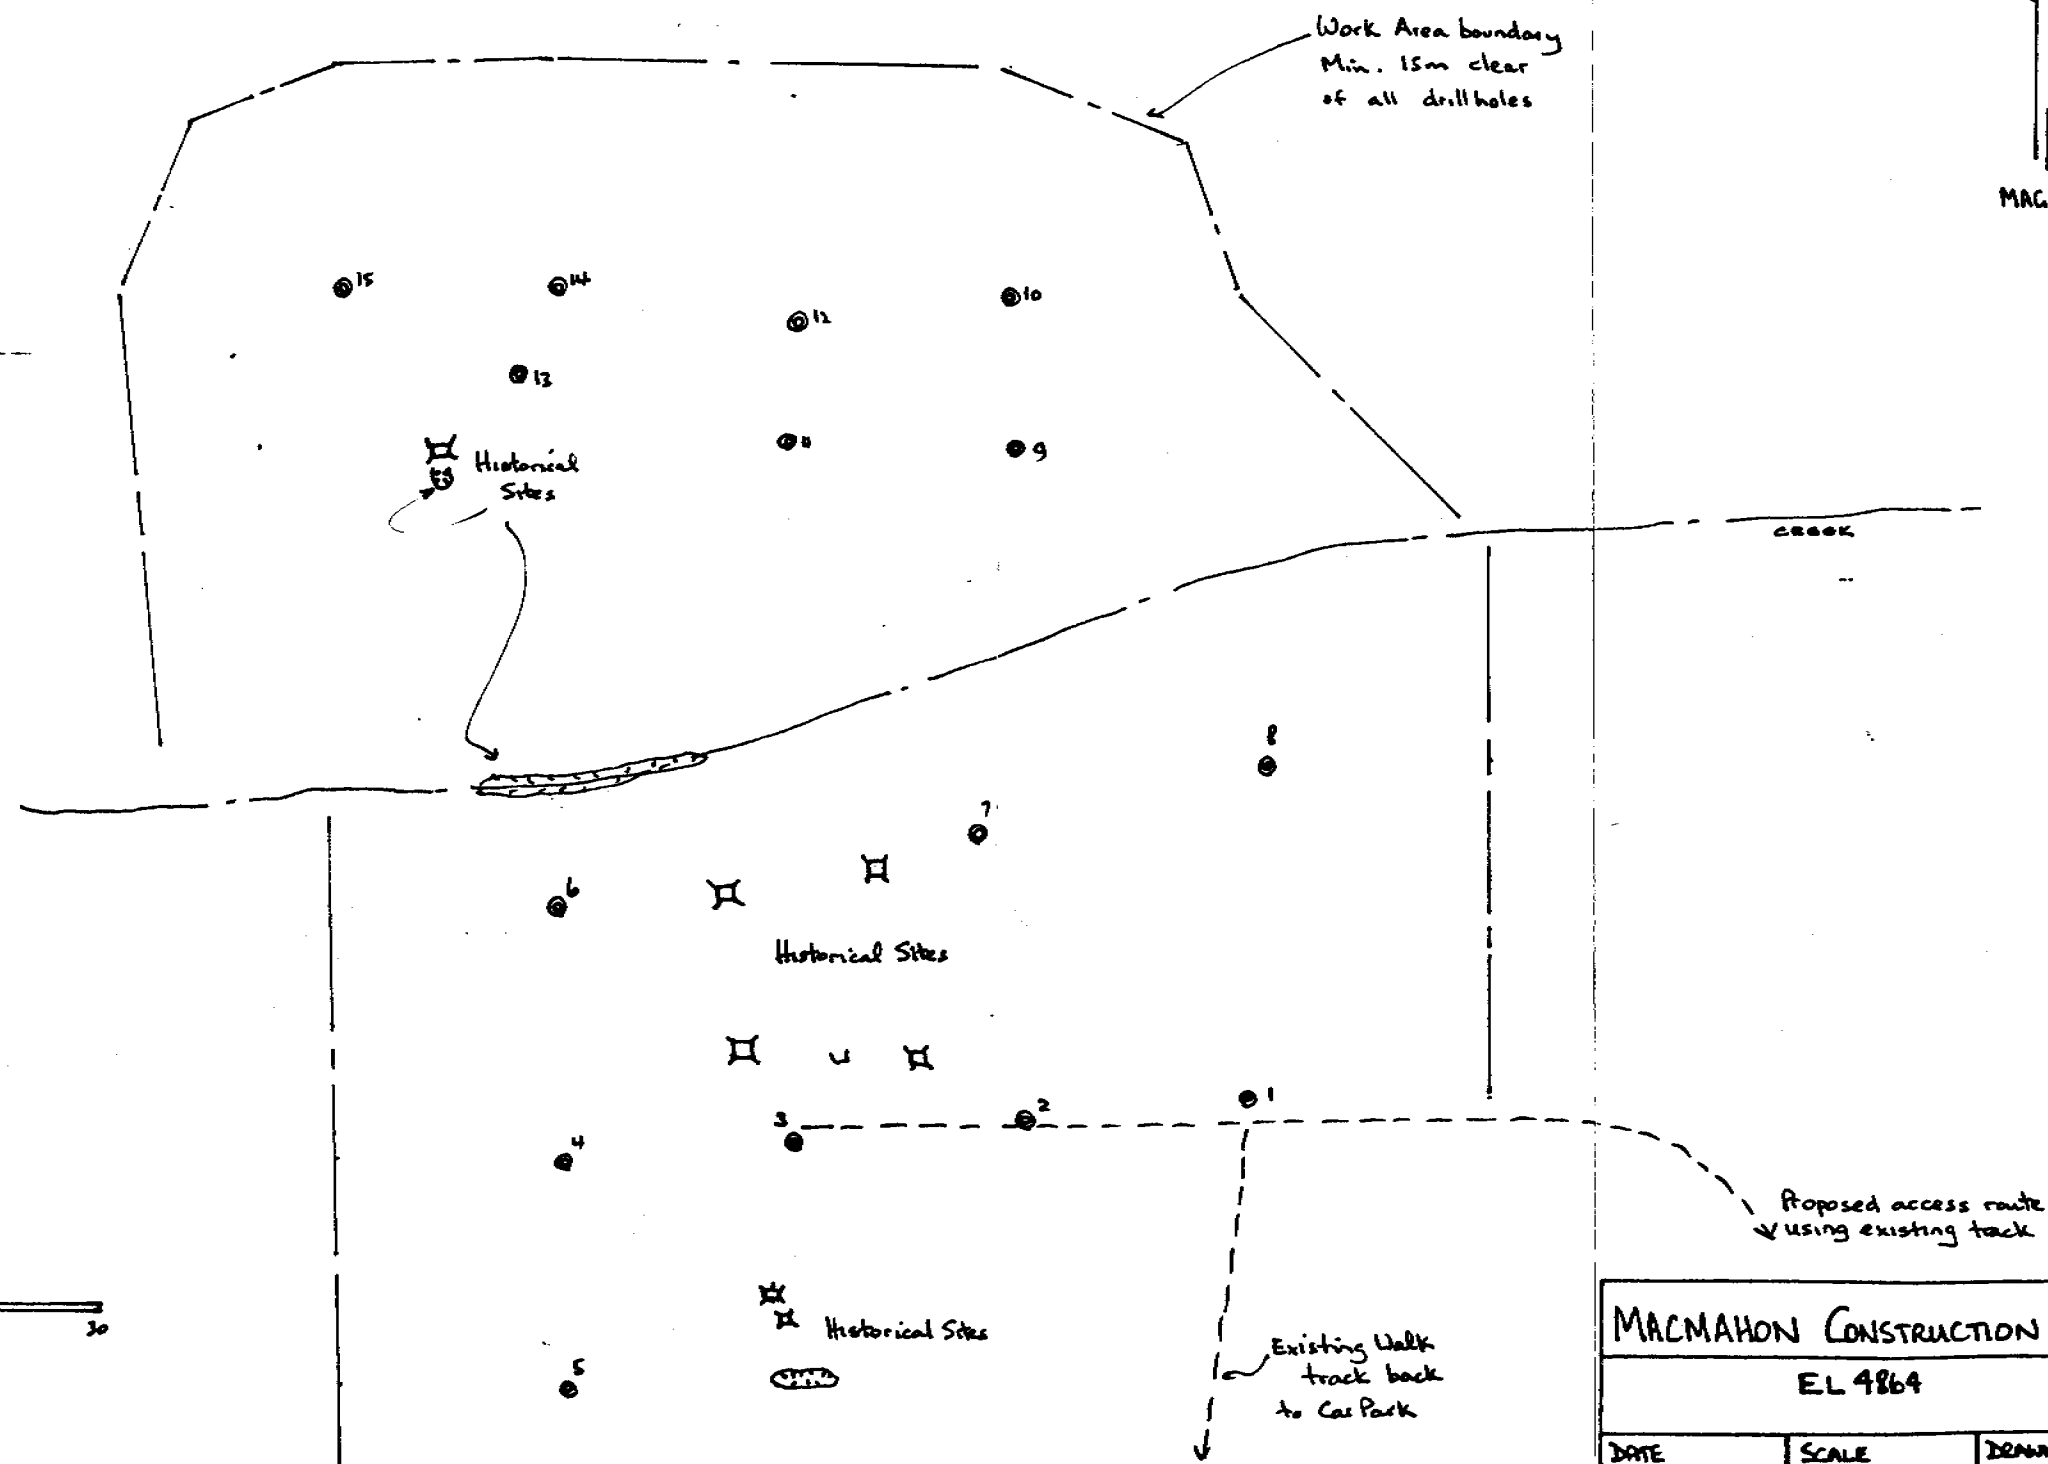 Work Area boundary
Min. 15m clear
of all drillholes
MAG
15
14
12
10
13
11
9
Historical
Sites
CREEK
8
7
6
Historical Sites
1
2
3
4
Proposed access route
using existing track
30
Historical Sites
5
Existing Walk
track back
to Car Park
MACMAHON CONSTRUCTION
EL 4864
DATE
SCALE
DRAWN